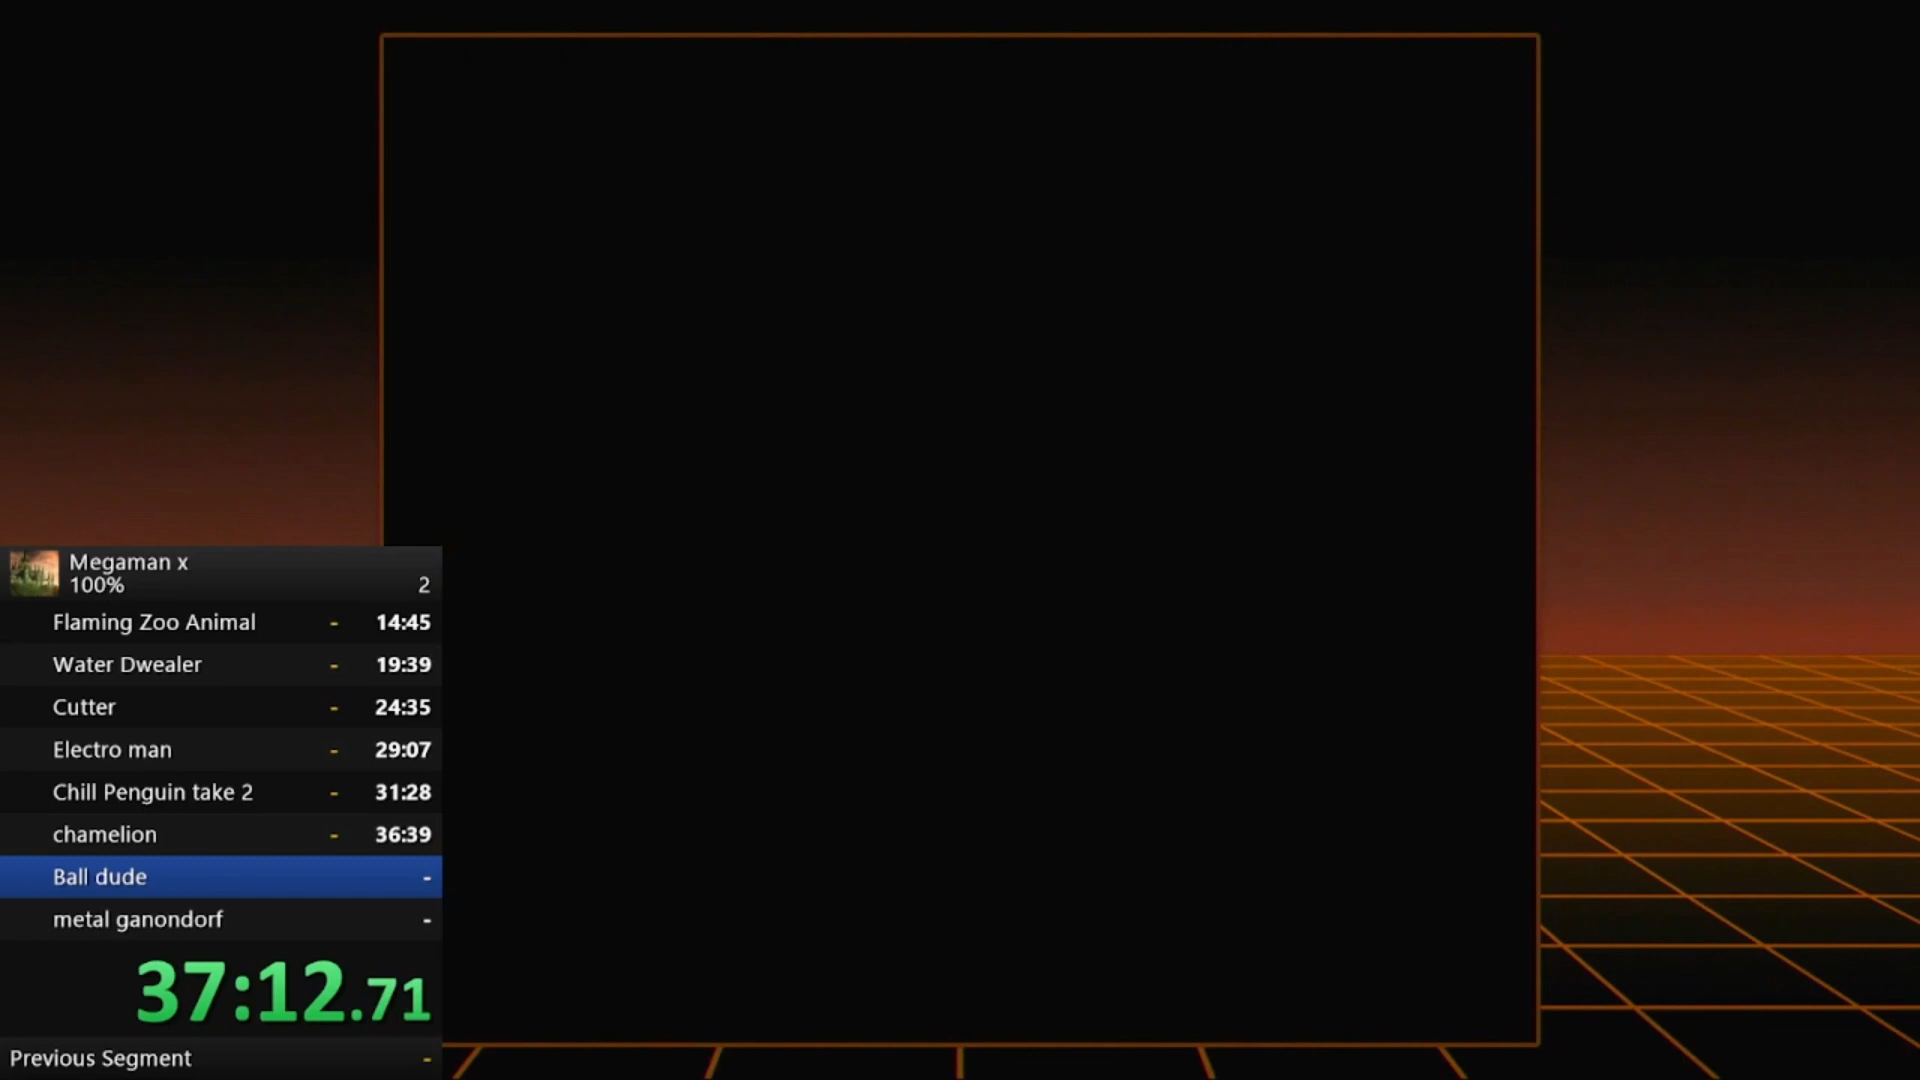 Megaman x
100% 2
Flaming Zoo Animal - 14:45
Water Dwealer - 19:39
Cutter - 24:35
Electro man - 29:07
Chill Penguin take 2 - 31:28
chamelion - 36:39
Ball dude -
metal ganondorf -
37:12.71
Previous Segment -